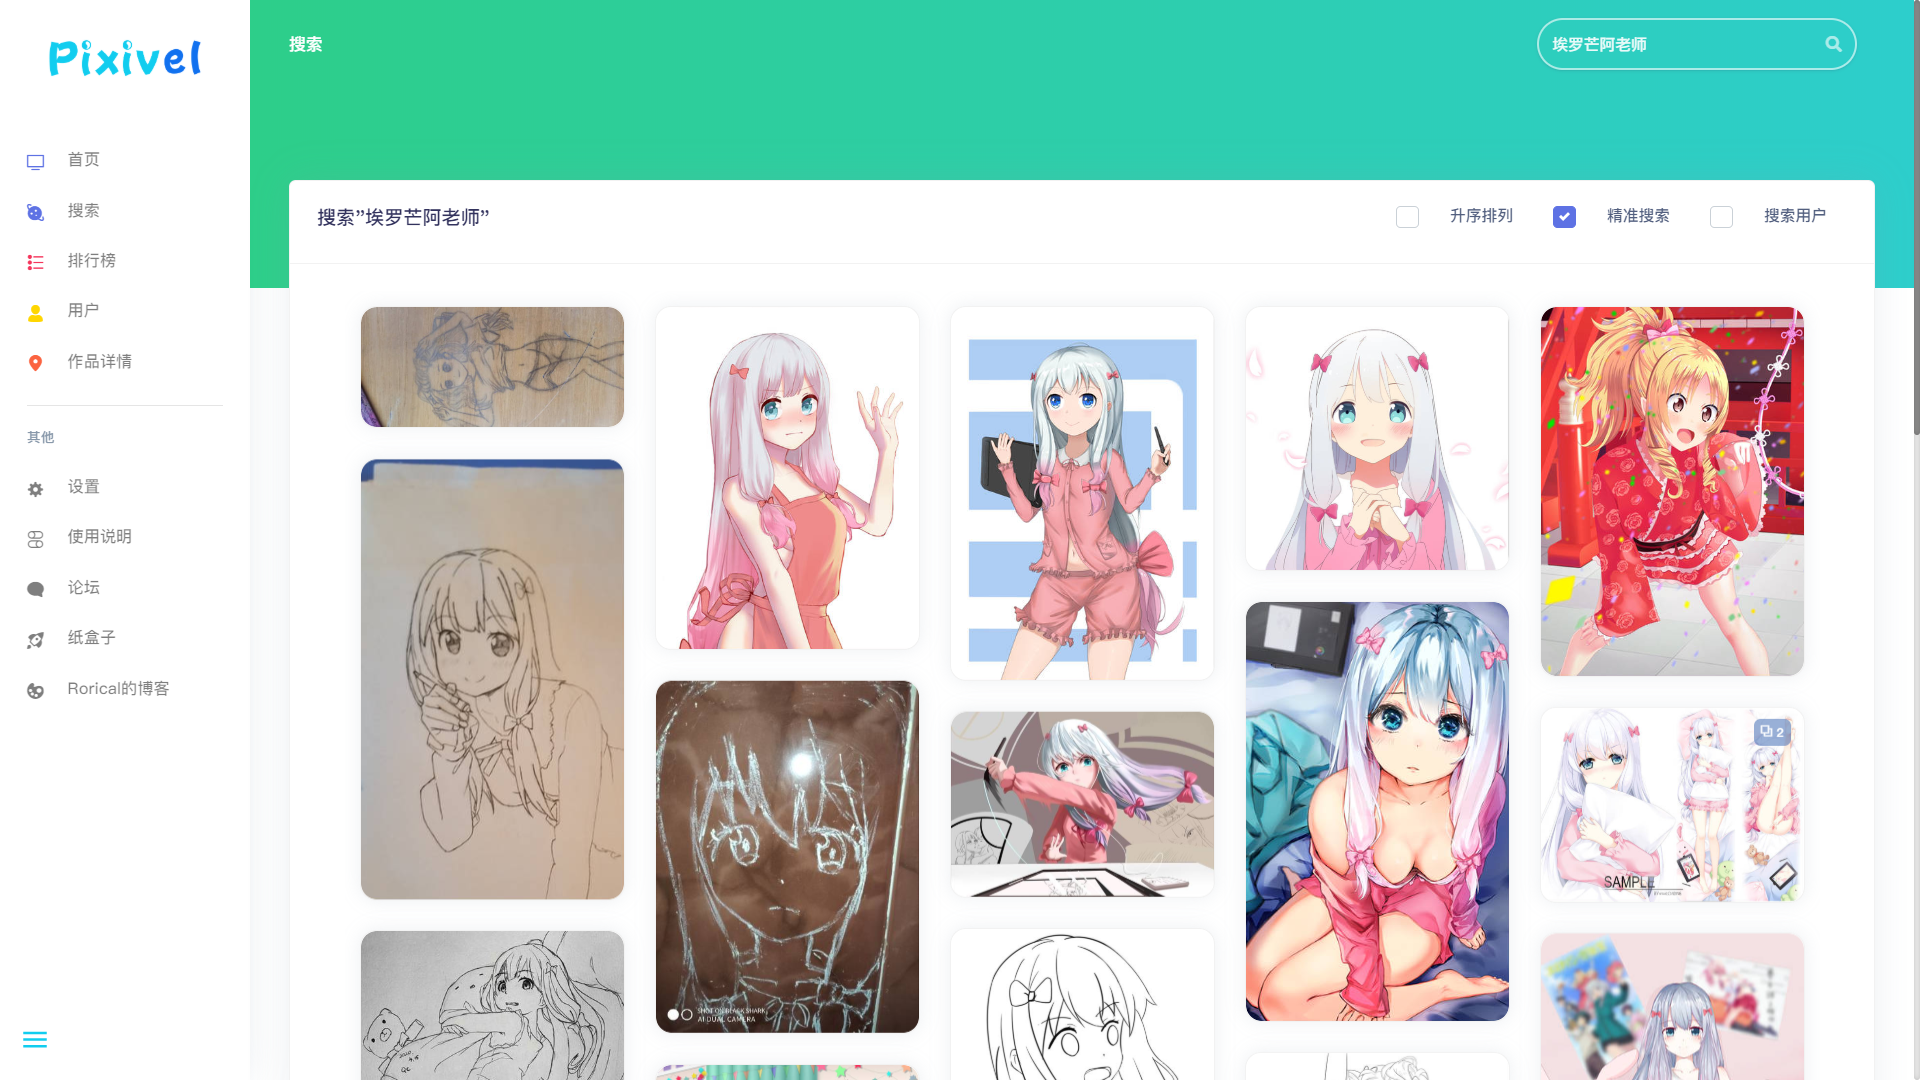 Pixivel
首页
搜索
排行榜
用户
作品详情
其他
设置
使用说明
论坛
纸盒子
Rorical的博客
搜索
埃罗芒阿老师
搜索”埃罗芒阿老师”
升序排列
精准搜索
搜索用户
2
SAMPLE
SHOT ON BLACK SHARK
AI DUAL CAMERA